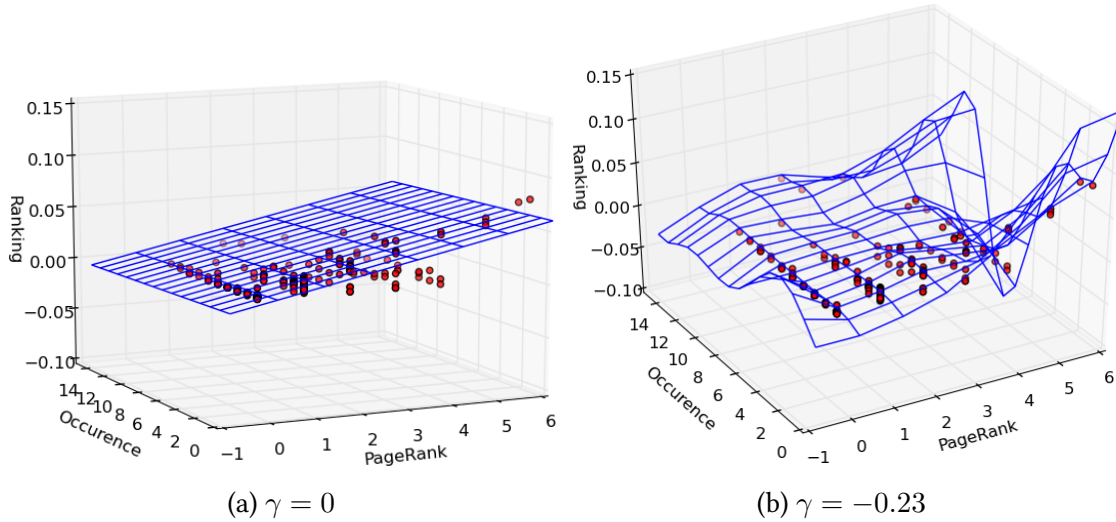 0.15
0.10
0.05
0.00
−0.05
−0.10
Ranking
14 12 10 8 6 4 2 0
Occurence
−1 0 1 2 3 4 5 6
PageRank
(a) γ = 0
0.15
0.10
0.05
0.00
−0.05
−0.10
Ranking
14 12 10 8 6 4 2 0
Occurence
−1 0 1 2 3 4 5 6
PageRank
(b) γ = −0.23